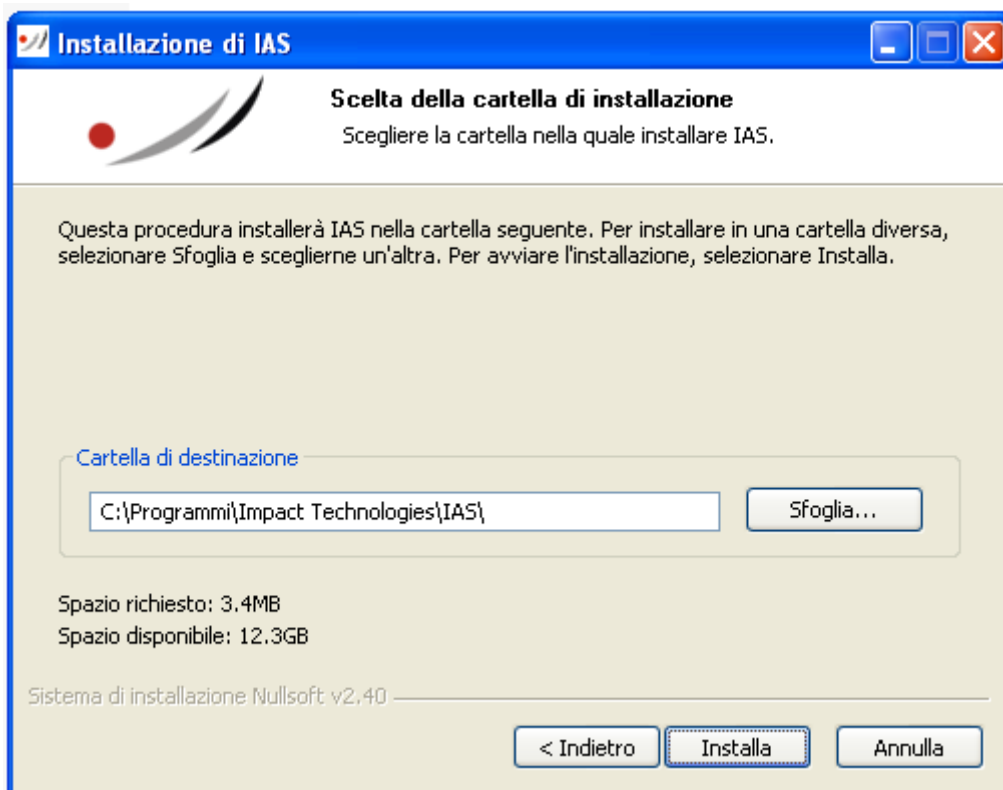 Installazione di IAS
Scelta della cartella di installazione
Scegliere la cartella nella quale installare IAS.
Questa procedura installerà IAS nella cartella seguente. Per installare in una cartella diversa,
selezionare Sfoglia e sceglierne un'altra. Per avviare l'installazione, selezionare Installa.
Cartella di destinazione
C:\Programmi\Impact Technologies\IAS\
Sfoglia...
Spazio richiesto: 3.4MB
Spazio disponibile: 12.3GB
Sistema di installazione Nullsoft v2.40
< Indietro
Installa
Annulla